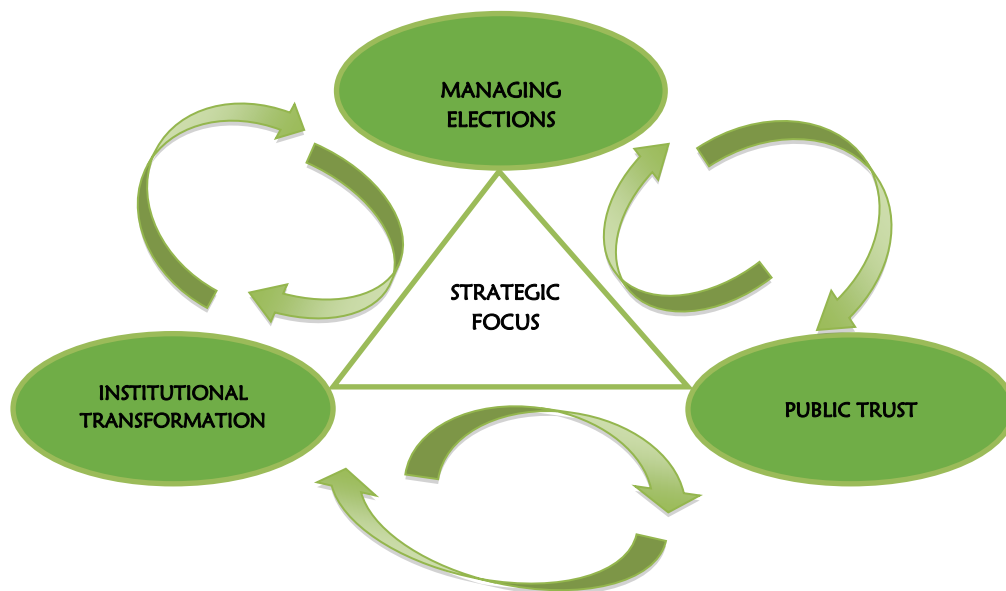 MANAGING
ELECTIONS
STRATEGIC
FOCUS
INSTITUTIONAL
TRANSFORMATION
PUBLIC TRUST